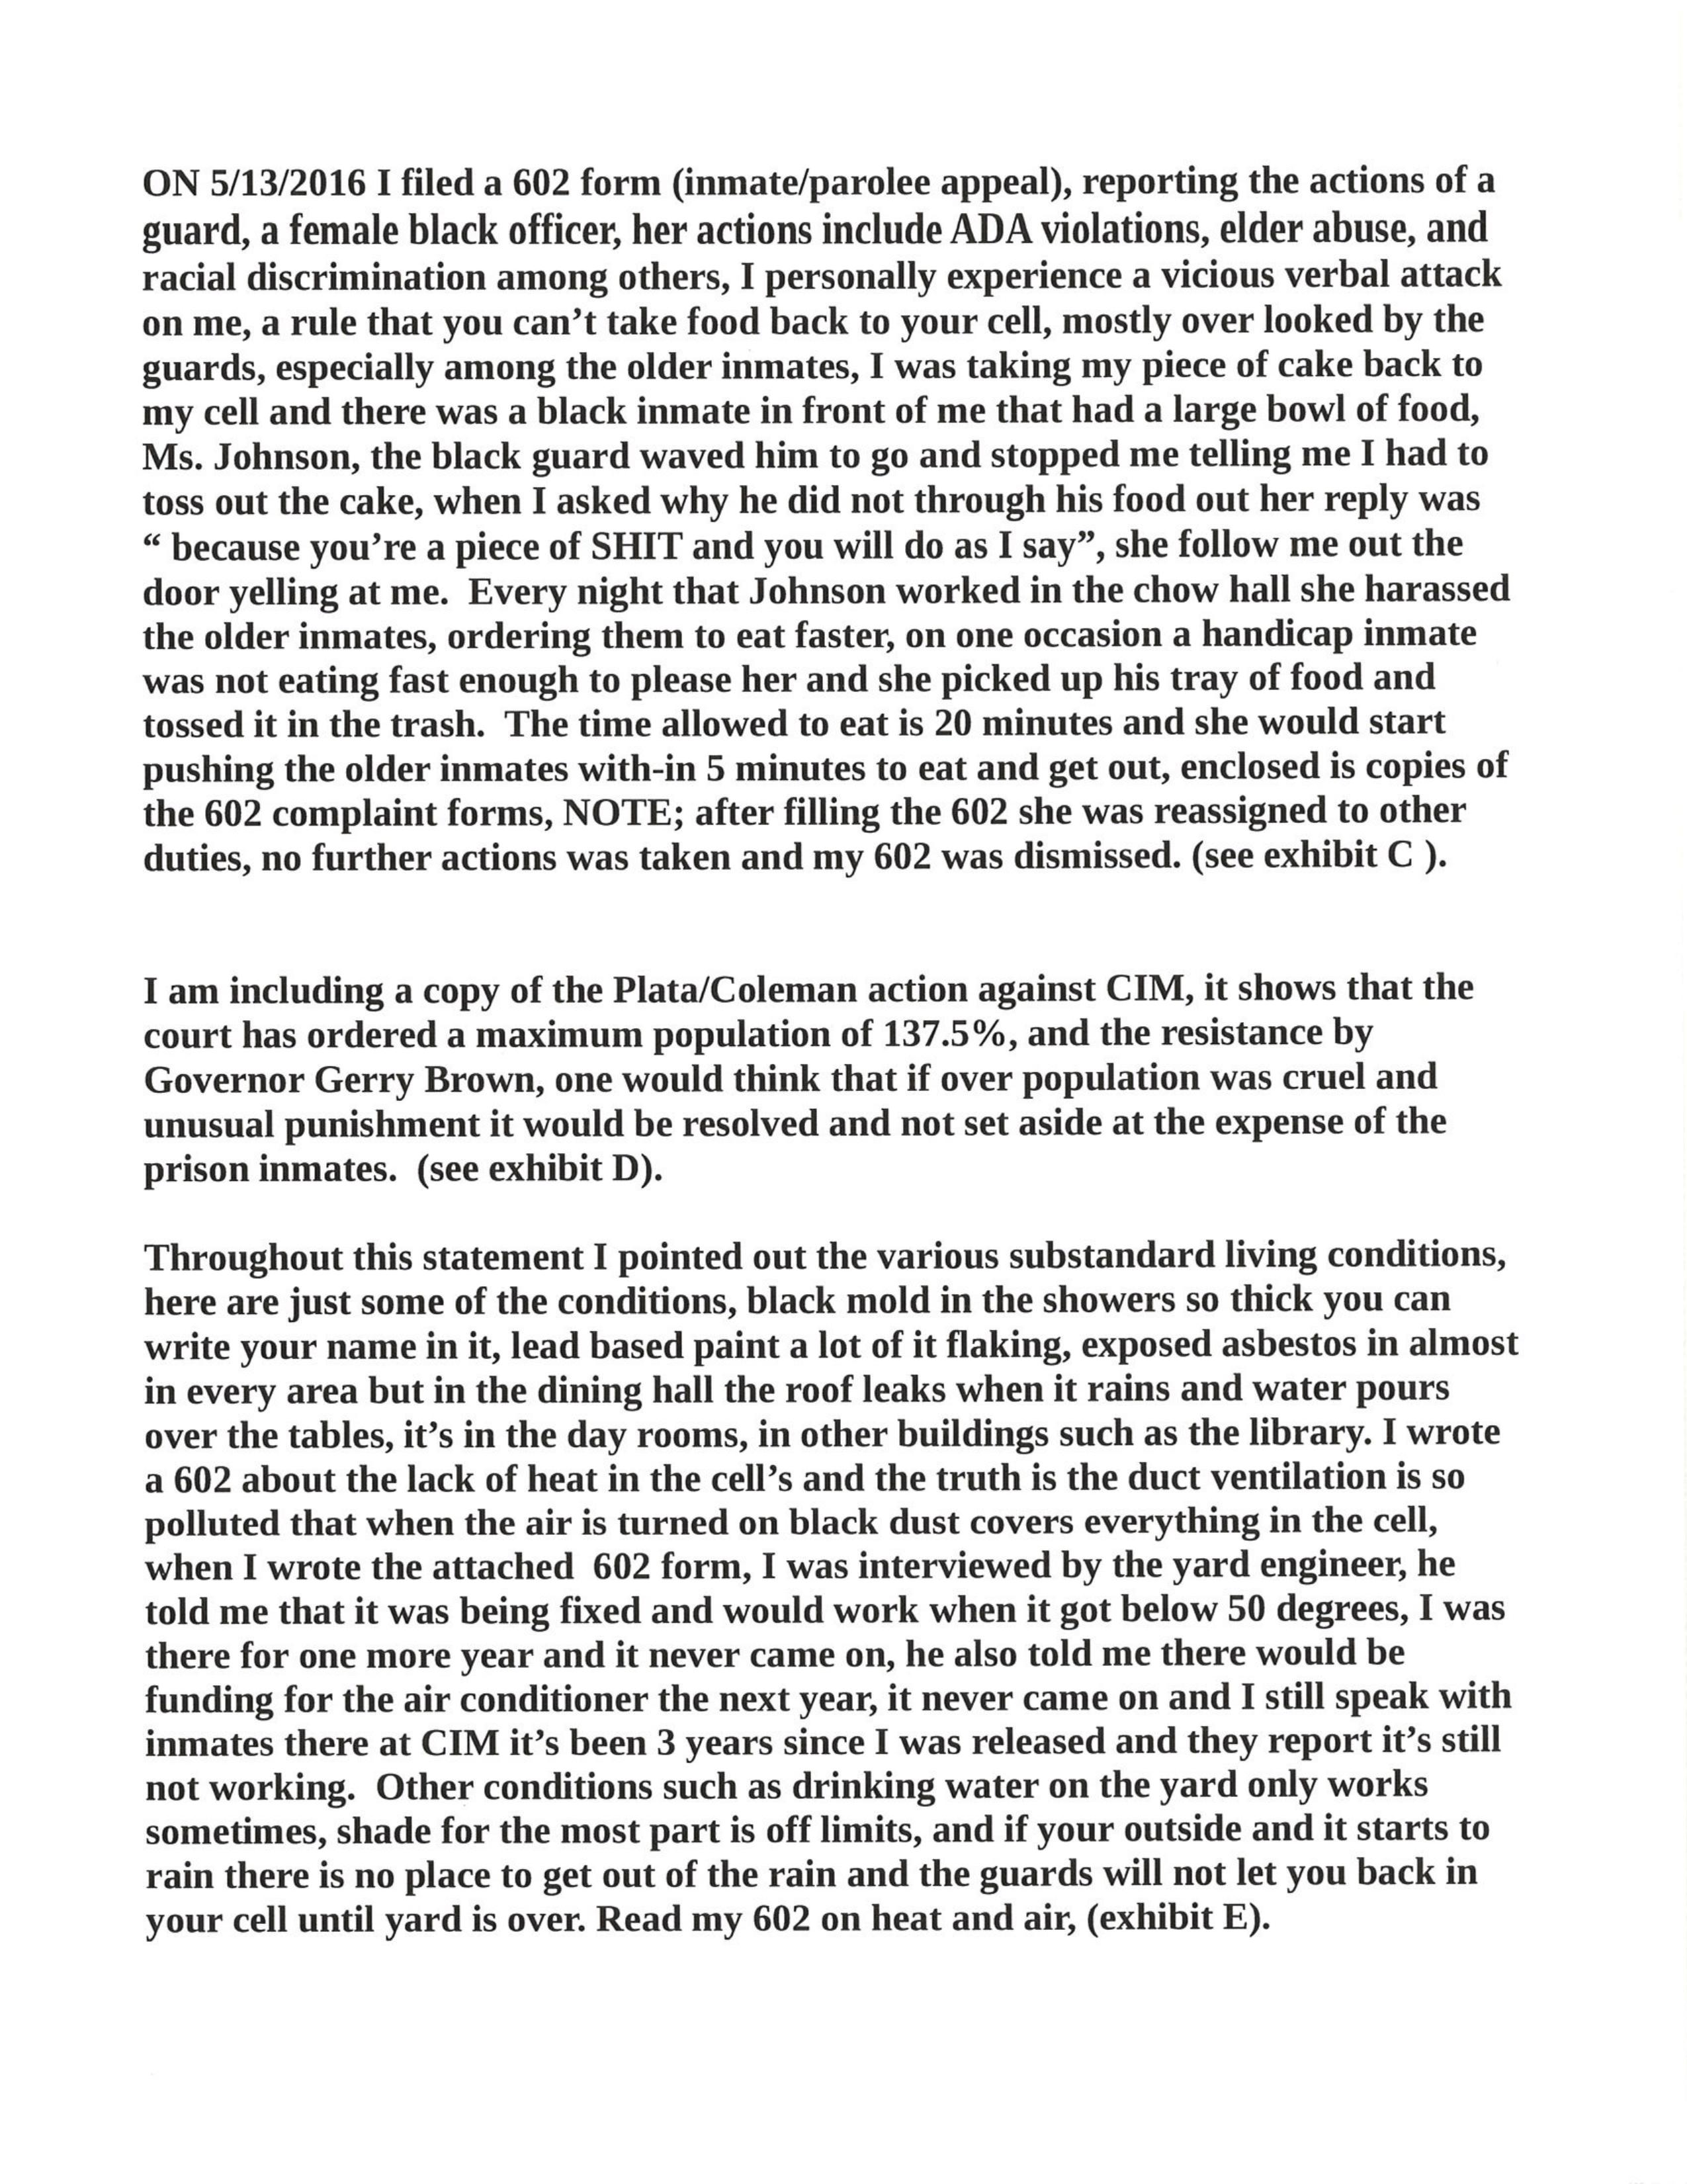 ON 5/13/2016 I filed a 602 form (inmate/parolee appeal), reporting the actions of a
guard, a female black officer, her actions include ADA violations, elder abuse, and
racial discrimination among others, I personally experience a vicious verbal attack
on me, a rule that you can’t take food back to your cell, mostly over looked by the
guards, especially among the older inmates, I was taking my piece of cake back to
my cell and there was a black inmate in front of me that had a large bowl of food,
Ms. Johnson, the black guard waved him to go and stopped me telling me I had to
toss out the cake, when I asked why he did not through his food out her reply was
“ because you’re a piece of SHIT and you will do as I say”, she follow me out the
door yelling at me.  Every night that Johnson worked in the chow hall she harassed
the older inmates, ordering them to eat faster, on one occasion a handicap inmate
was not eating fast enough to please her and she picked up his tray of food and
tossed it in the trash.  The time allowed to eat is 20 minutes and she would start
pushing the older inmates with-in 5 minutes to eat and get out, enclosed is copies of
the 602 complaint forms, NOTE; after filling the 602 she was reassigned to other
duties, no further actions was taken and my 602 was dismissed. (see exhibit C ).
I am including a copy of the Plata/Coleman action against CIM, it shows that the
court has ordered a maximum population of 137.5%, and the resistance by
Governor Gerry Brown, one would think that if over population was cruel and
unusual punishment it would be resolved and not set aside at the expense of the
prison inmates.  (see exhibit D).
Throughout this statement I pointed out the various substandard living conditions,
here are just some of the conditions, black mold in the showers so thick you can
write your name in it, lead based paint a lot of it flaking, exposed asbestos in almost
in every area but in the dining hall the roof leaks when it rains and water pours
over the tables, it’s in the day rooms, in other buildings such as the library. I wrote
a 602 about the lack of heat in the cell’s and the truth is the duct ventilation is so
polluted that when the air is turned on black dust covers everything in the cell,
when I wrote the attached  602 form, I was interviewed by the yard engineer, he
told me that it was being fixed and would work when it got below 50 degrees, I was
there for one more year and it never came on, he also told me there would be
funding for the air conditioner the next year, it never came on and I still speak with
inmates there at CIM it’s been 3 years since I was released and they report it’s still
not working.  Other conditions such as drinking water on the yard only works
sometimes, shade for the most part is off limits, and if your outside and it starts to
rain there is no place to get out of the rain and the guards will not let you back in
your cell until yard is over. Read my 602 on heat and air, (exhibit E).